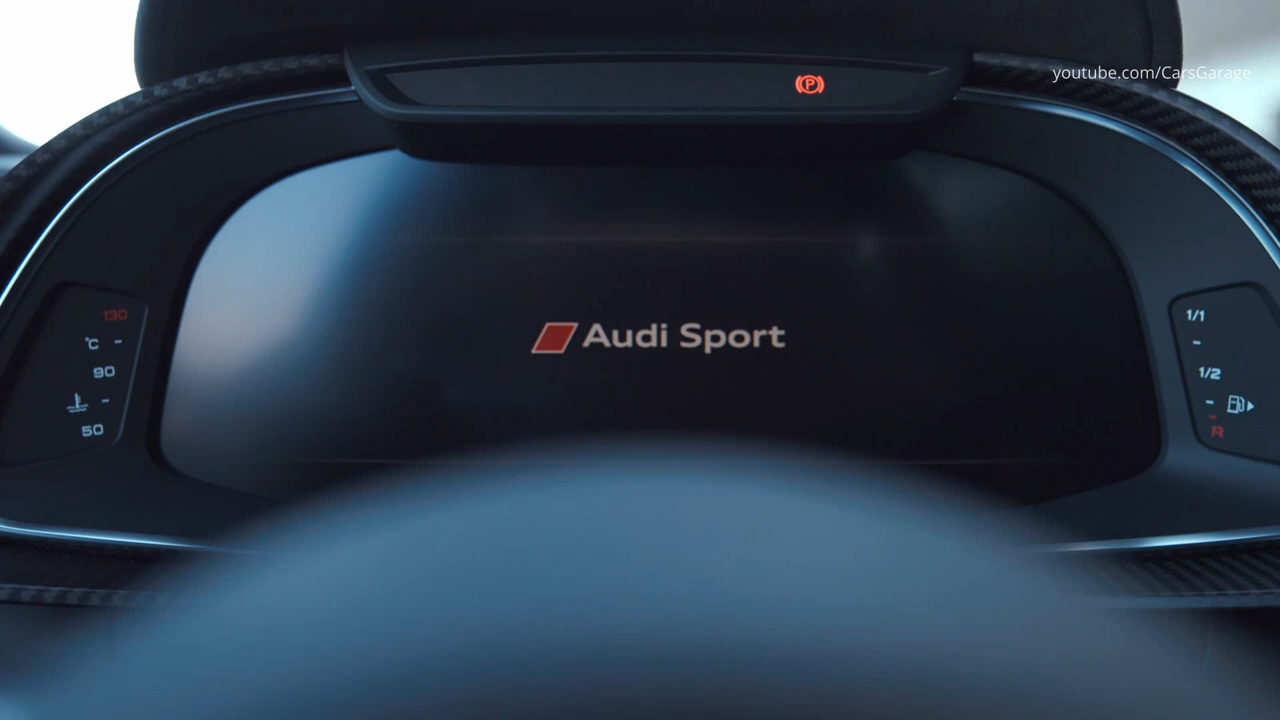 youtube.com/CarsGarage
P
130
°C -
90
-
50
Audi Sport
1/1
-
1/2
-
R